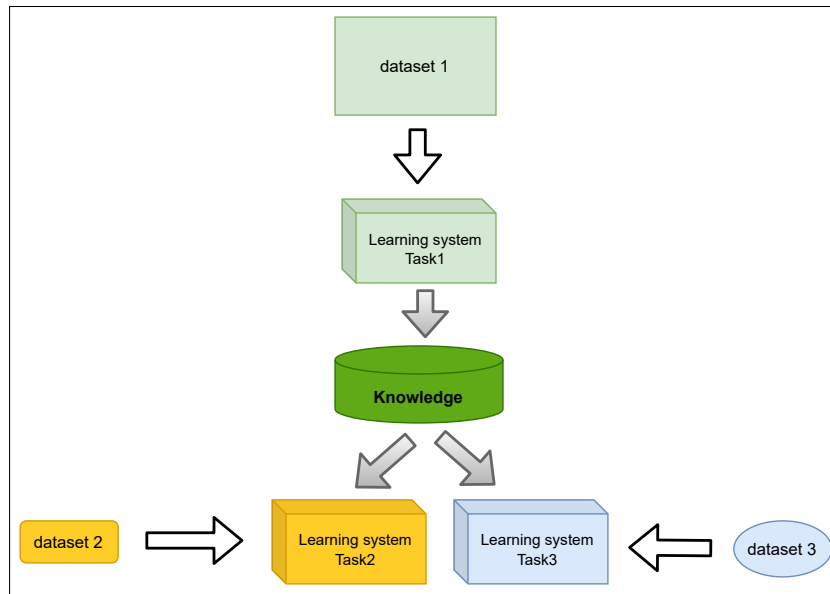 dataset 1
Learning system
Task1
Knowledge
dataset 2
Learning system
Task2
Learning system
Task3
dataset 3